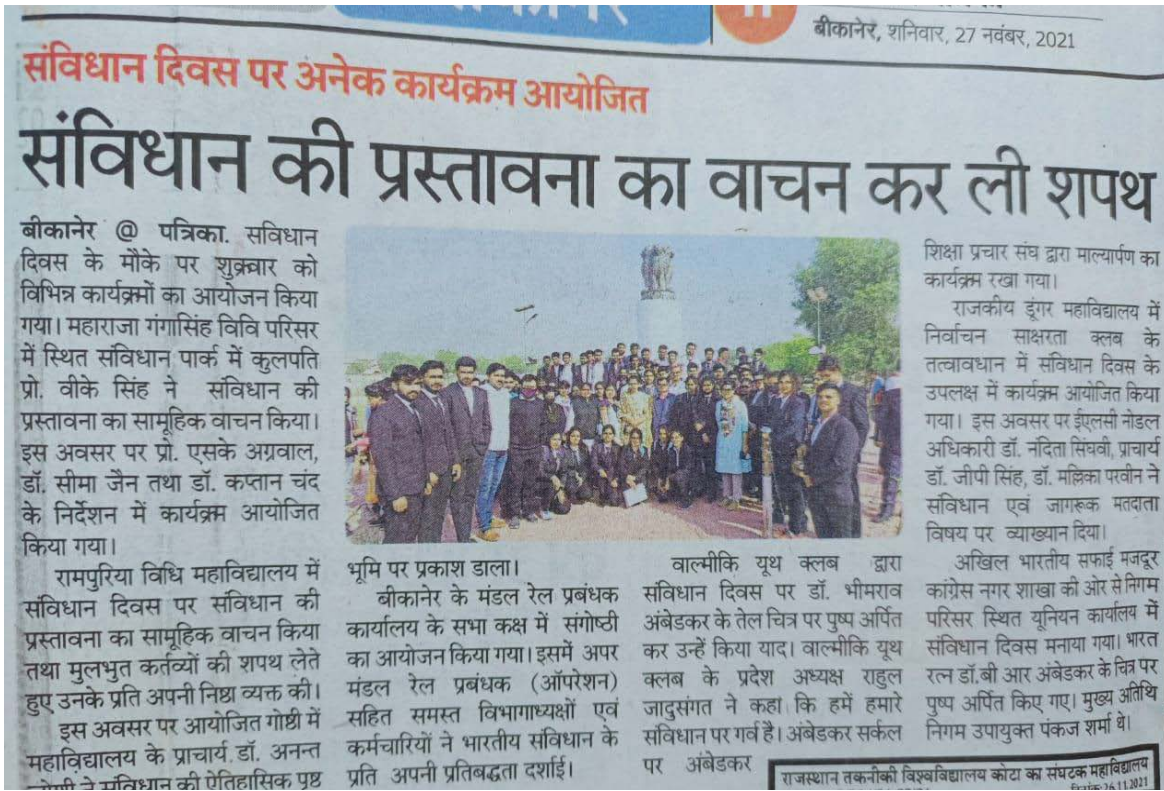 बीकानेर, शनिवार, 27 नवंबर, 2021
संविधान दिवस पर अनेक कार्यक्रम आयोजित
संविधान की प्रस्तावना का वाचन कर ली शपथ
बीकानेर @ पत्रिका. सविधान
दिवस के मौके पर शुक्रवार को
विभिन्न कार्यक्रमों का आयोजन किया
गया। महाराजा गंगासिंह विवि परिसर
में स्थित संविधान पार्क में कुलपति
प्रो. वीके सिंह ने संविधान की
प्रस्तावना का सामूहिक वाचन किया।
इस अवसर पर प्रो. एसके अग्रवाल,
डॉ. सीमा जैन तथा डॉ. कप्तान चंद
के निर्देशन में कार्यक्रम आयोजित
किया गया।
रामपुरिया विधि महाविद्यालय में
संविधान दिवस पर संविधान की
प्रस्तावना का सामूहिक वाचन किया
तथा मुलभुत कर्तव्यों की शपथ लेते
हुए उनके प्रति अपनी निष्ठा व्यक्त की।
इस अवसर पर आयोजित गोष्ठी में
महाविद्यालय के प्राचार्य डॉ. अनन्त
ने संविधान की ऐतिहासिक पृष्ठ
भूमि पर प्रकाश डाला।
बीकानेर के मंडल रेल प्रबंधक
कार्यालय के सभा कक्ष में संगोष्ठी
का आयोजन किया गया। इसमें अपर
मंडल रेल प्रबंधक (ऑपरेशन)
सहित समस्त विभागाध्यक्षों एवं
कर्मचारियों ने भारतीय संविधान के
प्रति अपनी प्रतिबद्धता दर्शाई।
वाल्मीकि यूथ क्लब द्वारा
संविधान दिवस पर डॉ. भीमराव
अंबेडकर के तेल चित्र पर पुष्प अर्पित
कर उन्हें किया याद। वाल्मीकि यूथ
क्लब के प्रदेश अध्यक्ष राहुल
जादुसंगत ने कहा। कि हमें हमारे
संविधान पर गर्व है। अंबेडकर सर्कल
पर अंबेडकर
शिक्षा प्रचार संघ द्वारा माल्यार्पण का
कार्यक्रम रखा गया।
राजकीय डूंगर महाविद्यालय में
निर्वाचन साक्षरता क्लब के
तत्वावधान में संविधान दिवस के
उपलक्ष में कार्यक्रम आयोजित किया
गया। इस अवसर पर ईएलसी नोडल
अधिकारी डॉ. नंदिता सिंघवी, प्राचार्य
डॉ. जीपी सिंह, डॉ. मल्लिका परवीन ने
संविधान एवं जागरूक मतदाता
विषय पर व्याख्यान दिया।
अखिल भारतीय सफाई मजदूर
कांग्रेस नगर शाखा की ओर से निगम
परिसर स्थित यूनियन कार्यालय में
संविधान दिवस मनाया गया। भारत
रत्न डॉ.बी आर अंबेडकर के चित्र पर
पुष्प अर्पित किए गए। मुख्य अतिथि
निगम उपायुक्त पंकज शर्मा थे।
राजस्थान तकनीकी विश्वविद्यालय कोटा का संघटक महाविद्यालय
दिनांक:26.11.2021